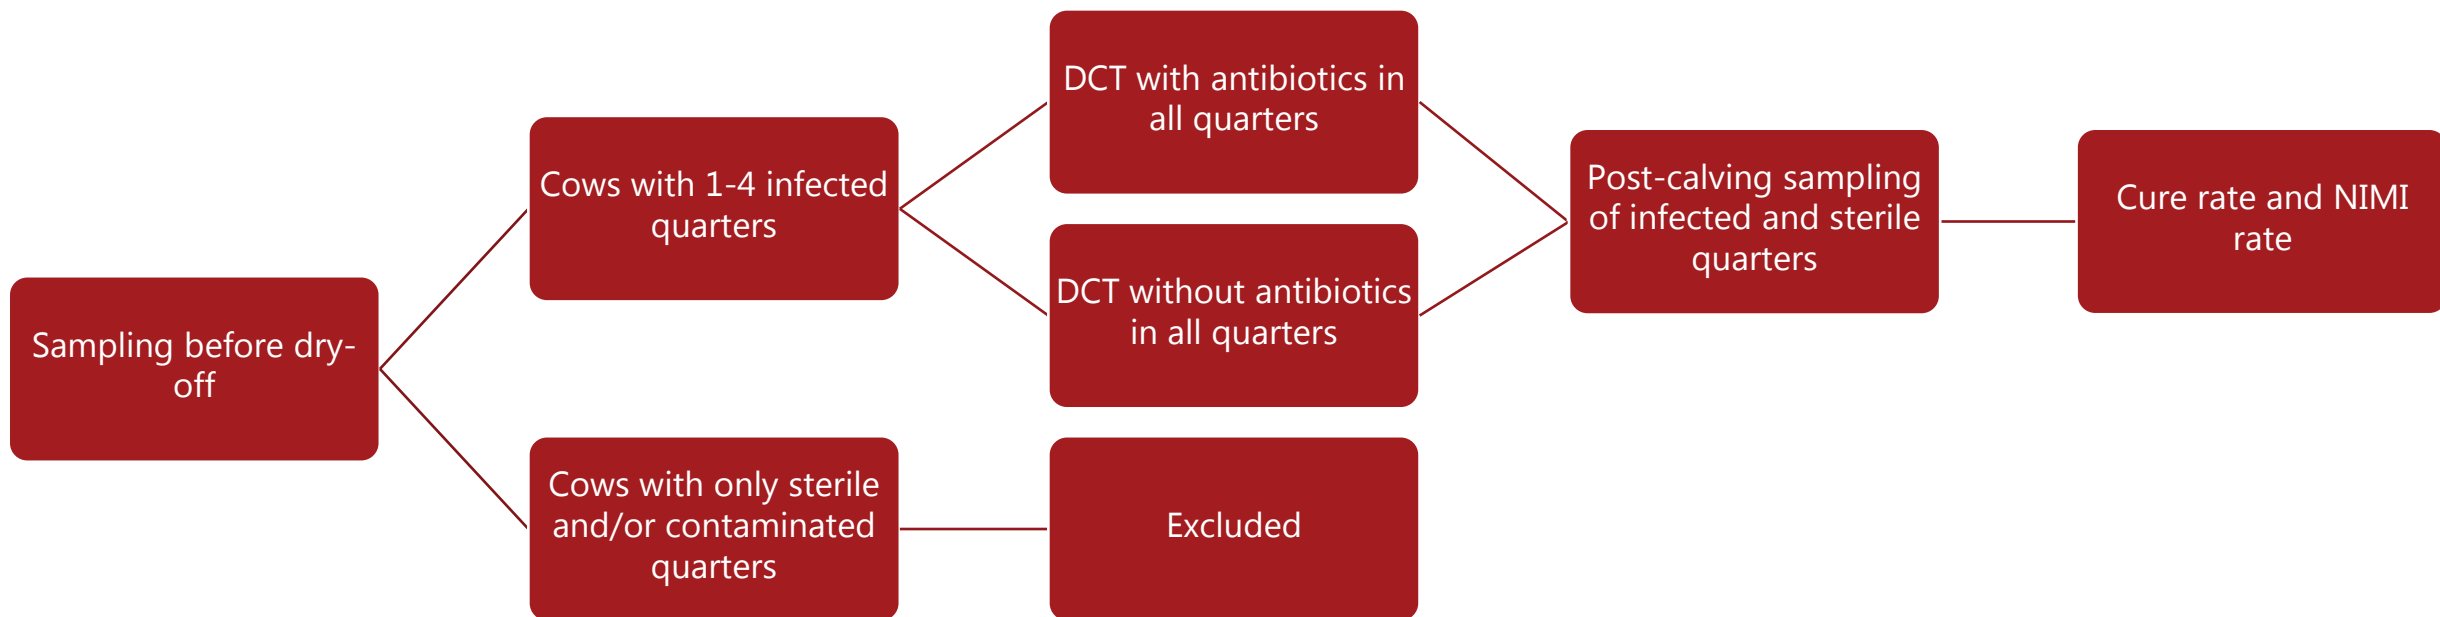 Sampling before dry-
off
Cows with 1-4 infected
quarters
Cows with only sterile
and/or contaminated
quarters
DCT with antibiotics in
all quarters
DCT without antibiotics
in all quarters
Excluded
Post-calving sampling
of infected and sterile
quarters
Cure rate and NIMI
rate